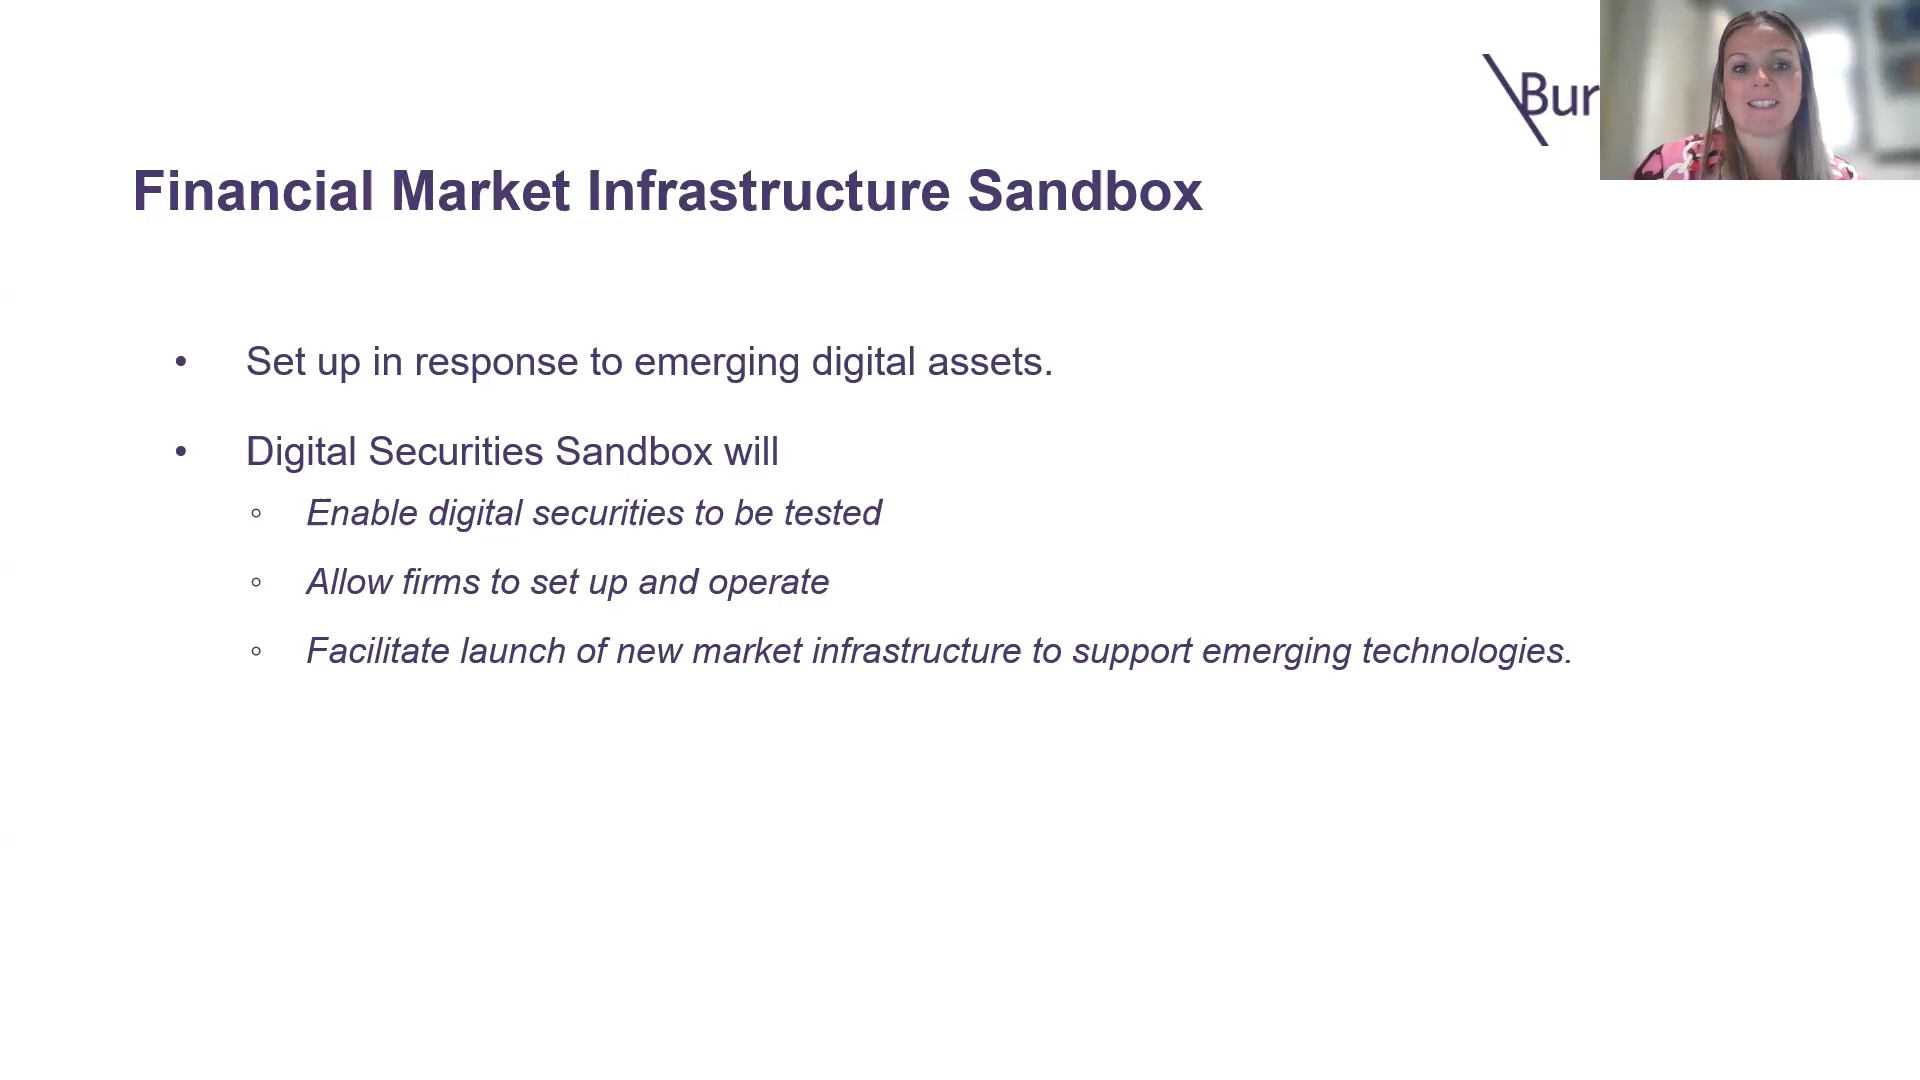 Financial Market Infrastructure Sandbox
• Set up in response to emerging digital assets.
• Digital Securities Sandbox will
◦ Enable digital securities to be tested
◦ Allow firms to set up and operate
◦ Facilitate launch of new market infrastructure to support emerging technologies.